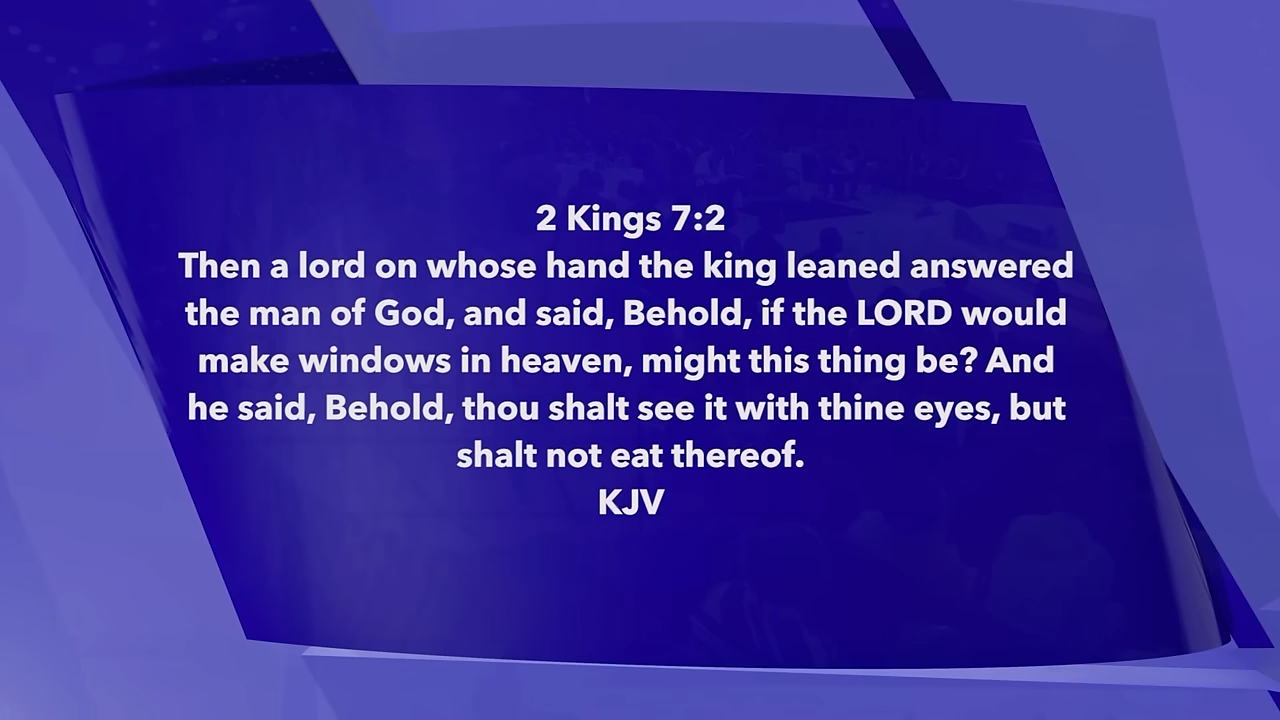 2 Kings 7:2
Then a lord on whose hand the king leaned answered
the man of God, and said, Behold, if the LORD would
make windows in heaven, might this thing be? And
he said, Behold, thou shalt see it with thine eyes, but
shalt not eat thereof.
KJV